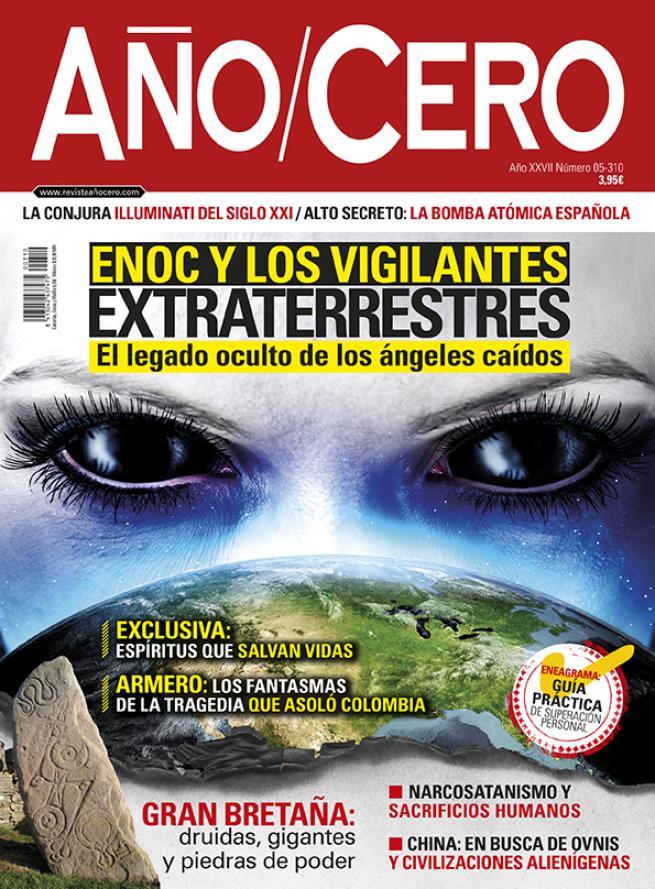 AÑO/CERO
Año XXVII Número 05-310
3,95€
www.revistaañocero.com
LA CONJURA ILLUMINATI DEL SIGLO XXI / ALTO SECRETO: LA BOMBA ATÓMICA ESPAÑOLA
ENOC Y LOS VIGILANTES
EXTRATERRESTRES
El legado oculto de los ángeles caídos
EXCLUSIVA:
ESPÍRITUS QUE SALVAN VIDAS
ARMERO: LOS FANTASMAS
DE LA TRAGEDIA QUE ASOLÓ COLOMBIA
ENEAGRAMA:
GUÍA
PRÁCTICA
DE SUPERACIÓN
PERSONAL
GRAN BRETAÑA:
druidas, gigantes
y piedras de poder
NARCOSATANISMO Y
SACRIFICIOS HUMANOS
CHINA: EN BUSCA DE OVNIS
Y CIVILIZACIONES ALIENÍGENAS